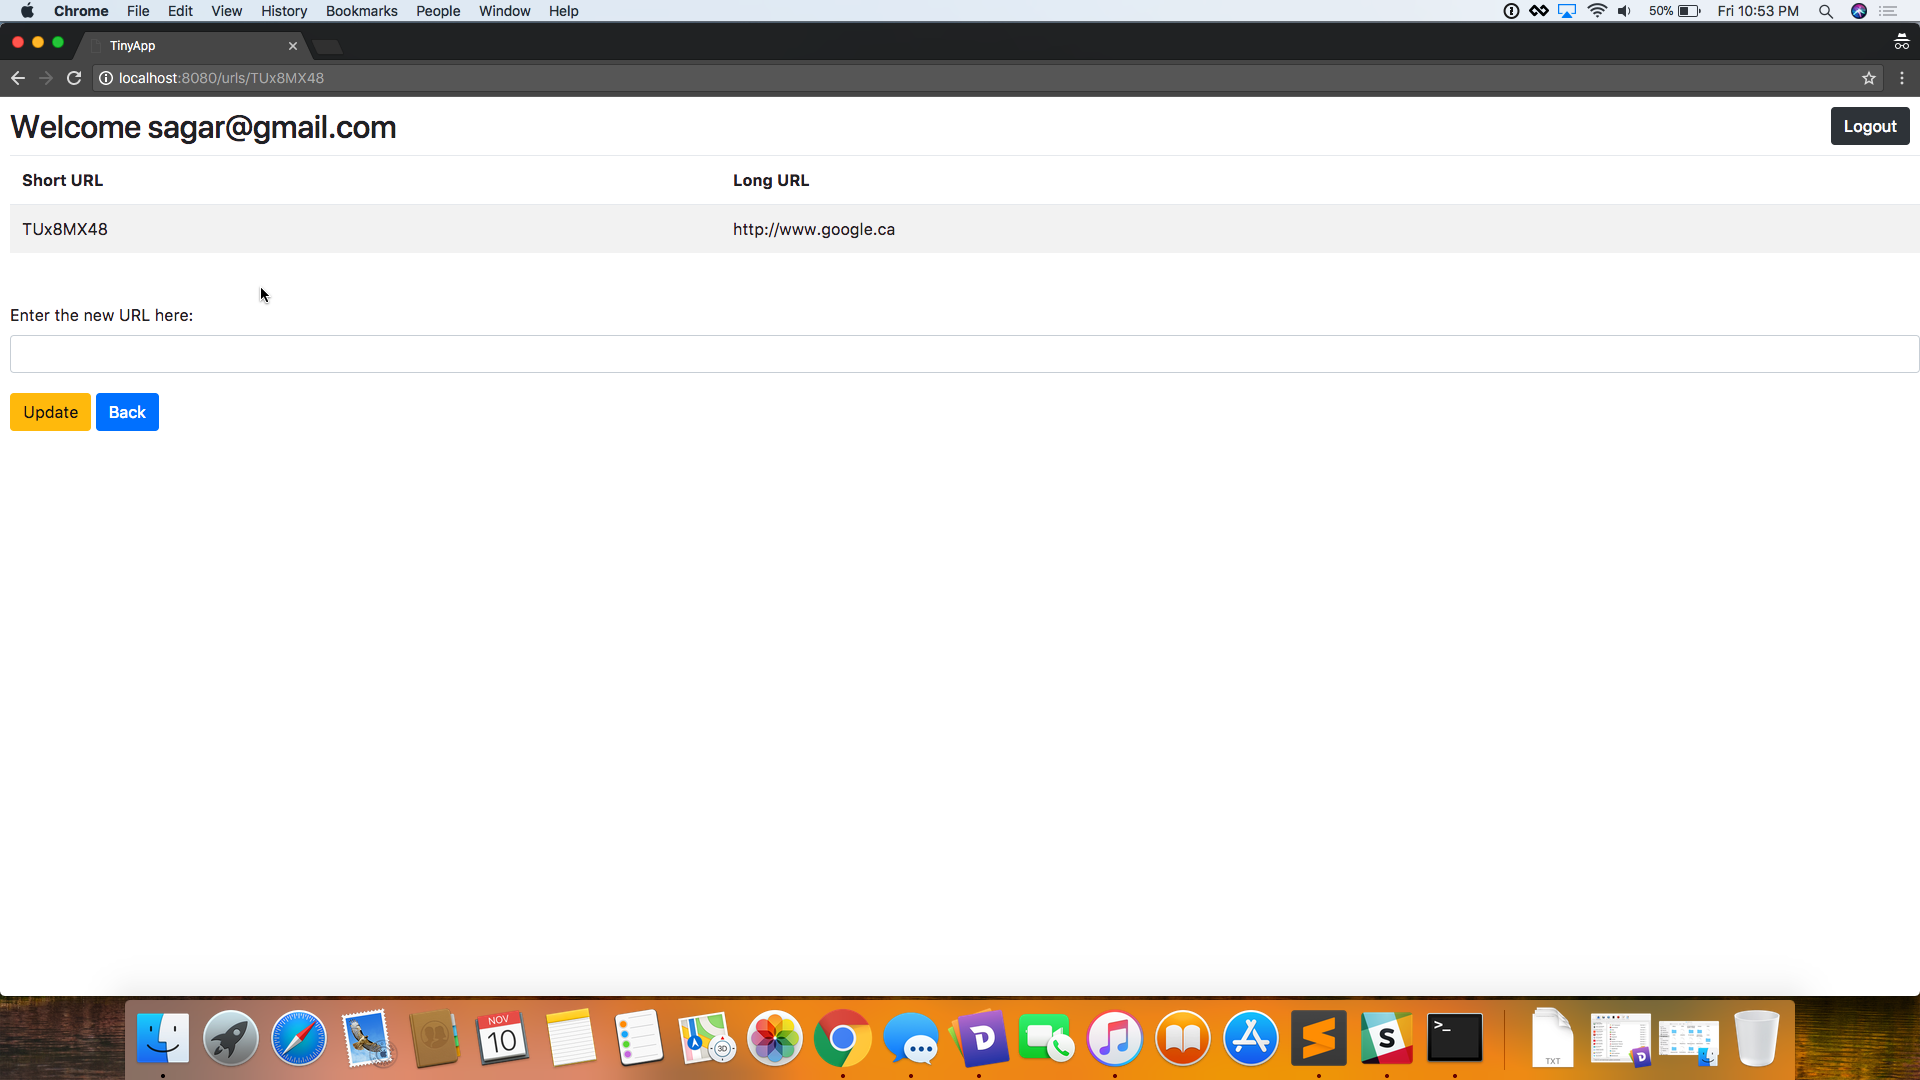 Chrome File Edit View History Bookmarks People Window Help 50% Fri 10:53 PM
TinyApp
localhost:8080/urls/TUx8MX48
Welcome sagar@gmail.com Logout
Short URL Long URL
TUx8MX48 http://www.google.ca
Enter the new URL here:
Update Back
NOV
10
3D
D
S
>_
TXT
D